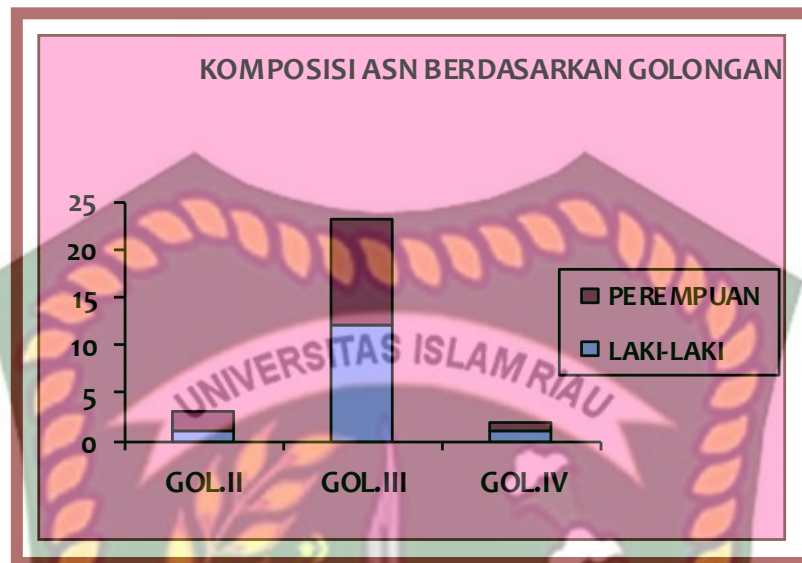 KOMPOSISI ASN BERDASARKAN GOLONGAN
25
20
15
10
5
0
GOL.II
GOL.III
GOL.IV
PEREMPUAN
LAKI-LAKI
UNIVERSITAS ISLAM RIAU